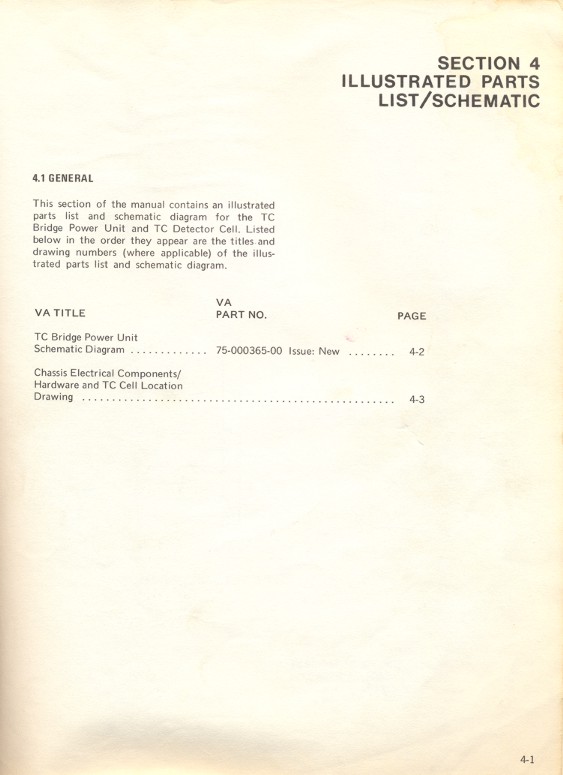 SECTION 4
ILLUSTRATED PARTS
LIST/SCHEMATIC
4.1 GENERAL
This section of the manual contains an illustrated
parts list and schematic diagram for the TC
Bridge Power Unit and TC Detector Cell. Listed
below in the order they appear are the titles and
drawing numbers (where applicable) of the illus-
trated parts list and schematic diagram.
VA TITLE VA PART NO. PAGE
TC Bridge Power Unit
Schematic Diagram ............. 75-000365-00 Issue: New ........ 4-2
Chassis Electrical Components/
Hardware and TC Cell Location
Drawing .................................................... 4-3
4-1